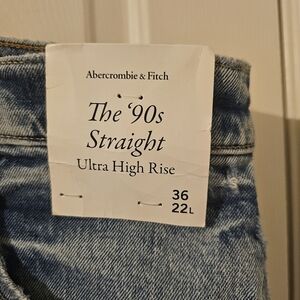 Abercrombie & Fitch
The ‘90s
Straight
Ultra High Rise
36
22L